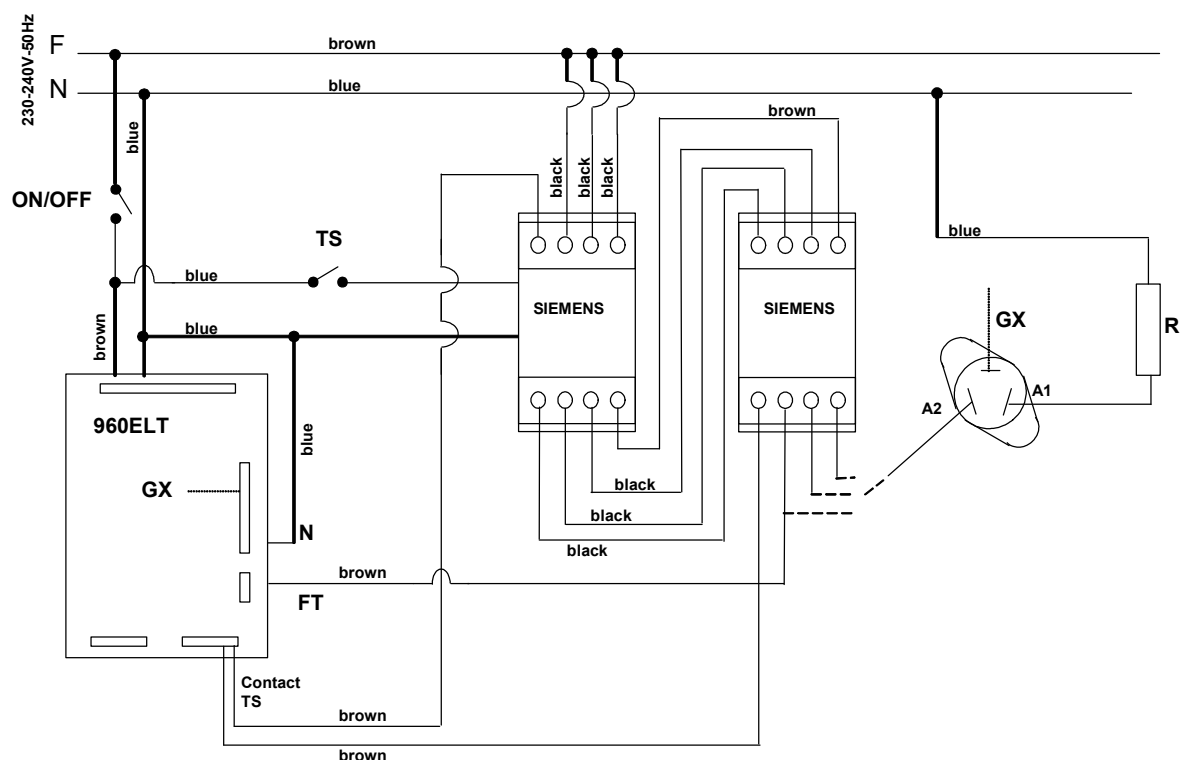 230-240V-50Hz
F
brown
N
blue
brown
blue
black
black
black
ON/OFF
TS
blue
blue
SIEMENS
SIEMENS
GX
R
blue
brown
A1
A2
960ELT
blue
GX
black
N
black
black
brown
FT
Contact
TS
brown
brown